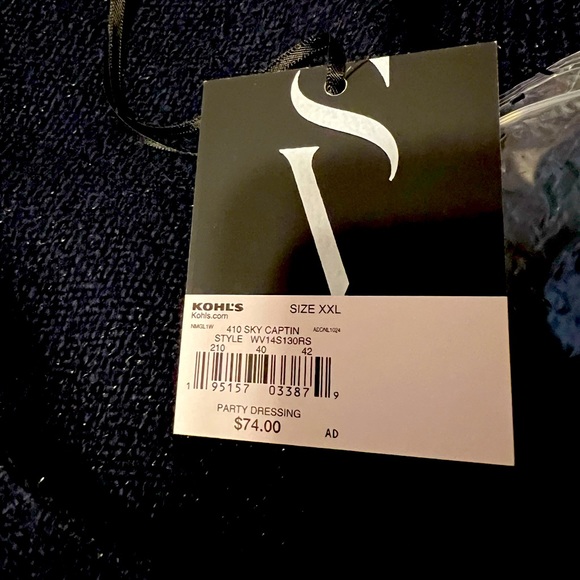 S
V
KOHL'S SIZE XXL
Kohls.com
NMGL1W 410 SKY CAPTIN ADDNL1024
STYLE WV14S130RS
210 40 42
1 95157 03387 9
PARTY DRESSING
$74.00 AD